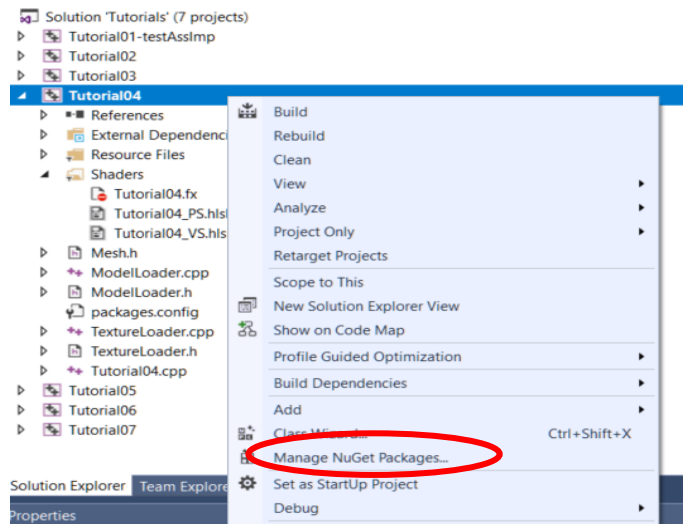 Solution 'Tutorials' (7 projects)
Tutorial01-testAssImp
Tutorial02
Tutorial03
Tutorial04
References
External Dependenci
Resource Files
Shaders
Tutorial04.fx
Tutorial04_PS.hlsl
Tutorial04_VS.hls
Mesh.h
ModelLoader.cpp
ModelLoader.h
packages.config
TextureLoader.cpp
TextureLoader.h
Tutorial04.cpp
Tutorial05
Tutorial06
Tutorial07
Solution Explorer Team Explore
Properties
Build
Rebuild
Clean
View
Analyze
Project Only
Retarget Projects
Scope to This
New Solution Explorer View
Show on Code Map
Profile Guided Optimization
Build Dependencies
Add
Class Wizard... Ctrl+Shift+X
Manage NuGet Packages...
Set as StartUp Project
Debug